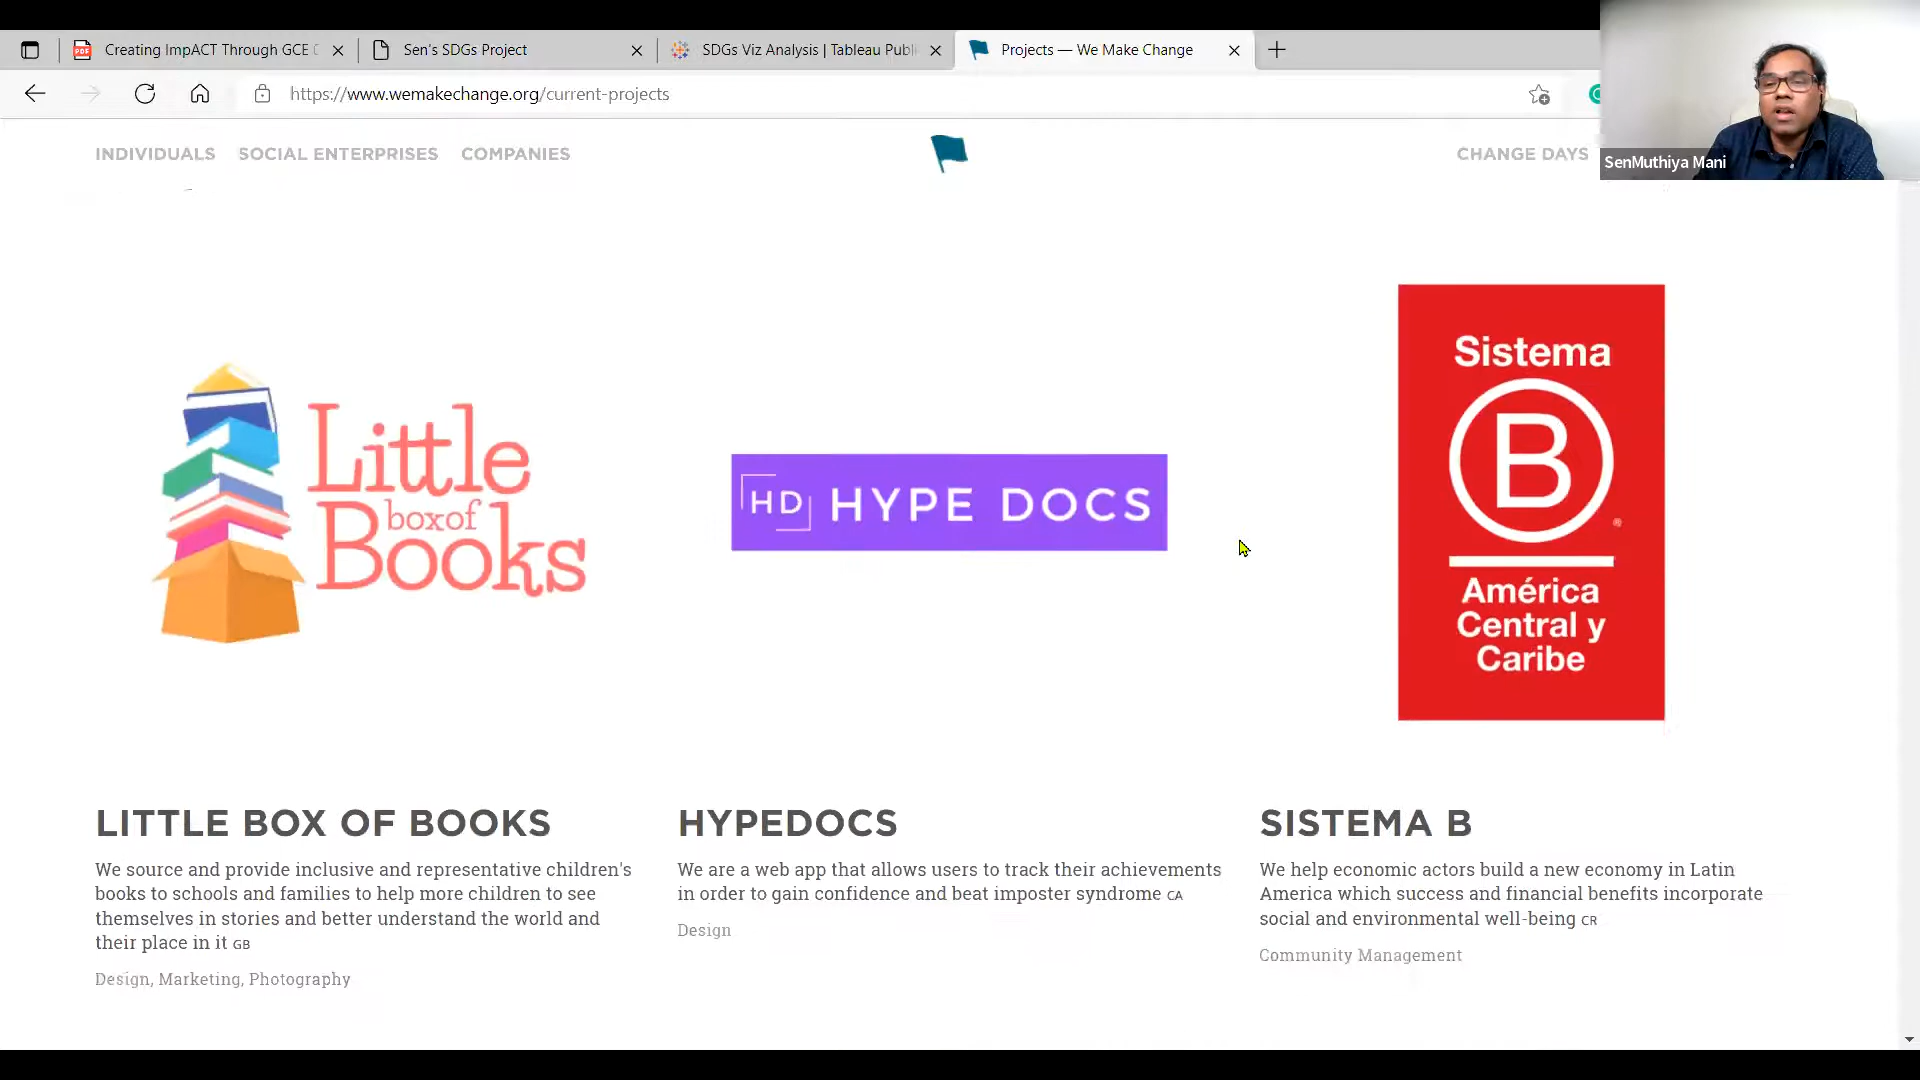 Creating ImpACT Through GCE
Sen's SDGs Project
SDGs Viz Analysis | Tableau Publi
Projects — We Make Change
https://www.wemakechange.org/current-projects
INDIVIDUALS
SOCIAL ENTERPRISES
COMPANIES
CHANGE DAYS
SenMuthiya Mani
Little
box of
Books
HD
HYPE DOCS
Sistema
B
®
América
Central y
Caribe
LITTLE BOX OF BOOKS
We source and provide inclusive and representative children's
books to schools and families to help more children to see
themselves in stories and better understand the world and
their place in it GB
Design, Marketing, Photography
HYPEDOCS
We are a web app that allows users to track their achievements
in order to gain confidence and beat imposter syndrome CA
Design
SISTEMA B
We help economic actors build a new economy in Latin
America which success and financial benefits incorporate
social and environmental well-being CR
Community Management